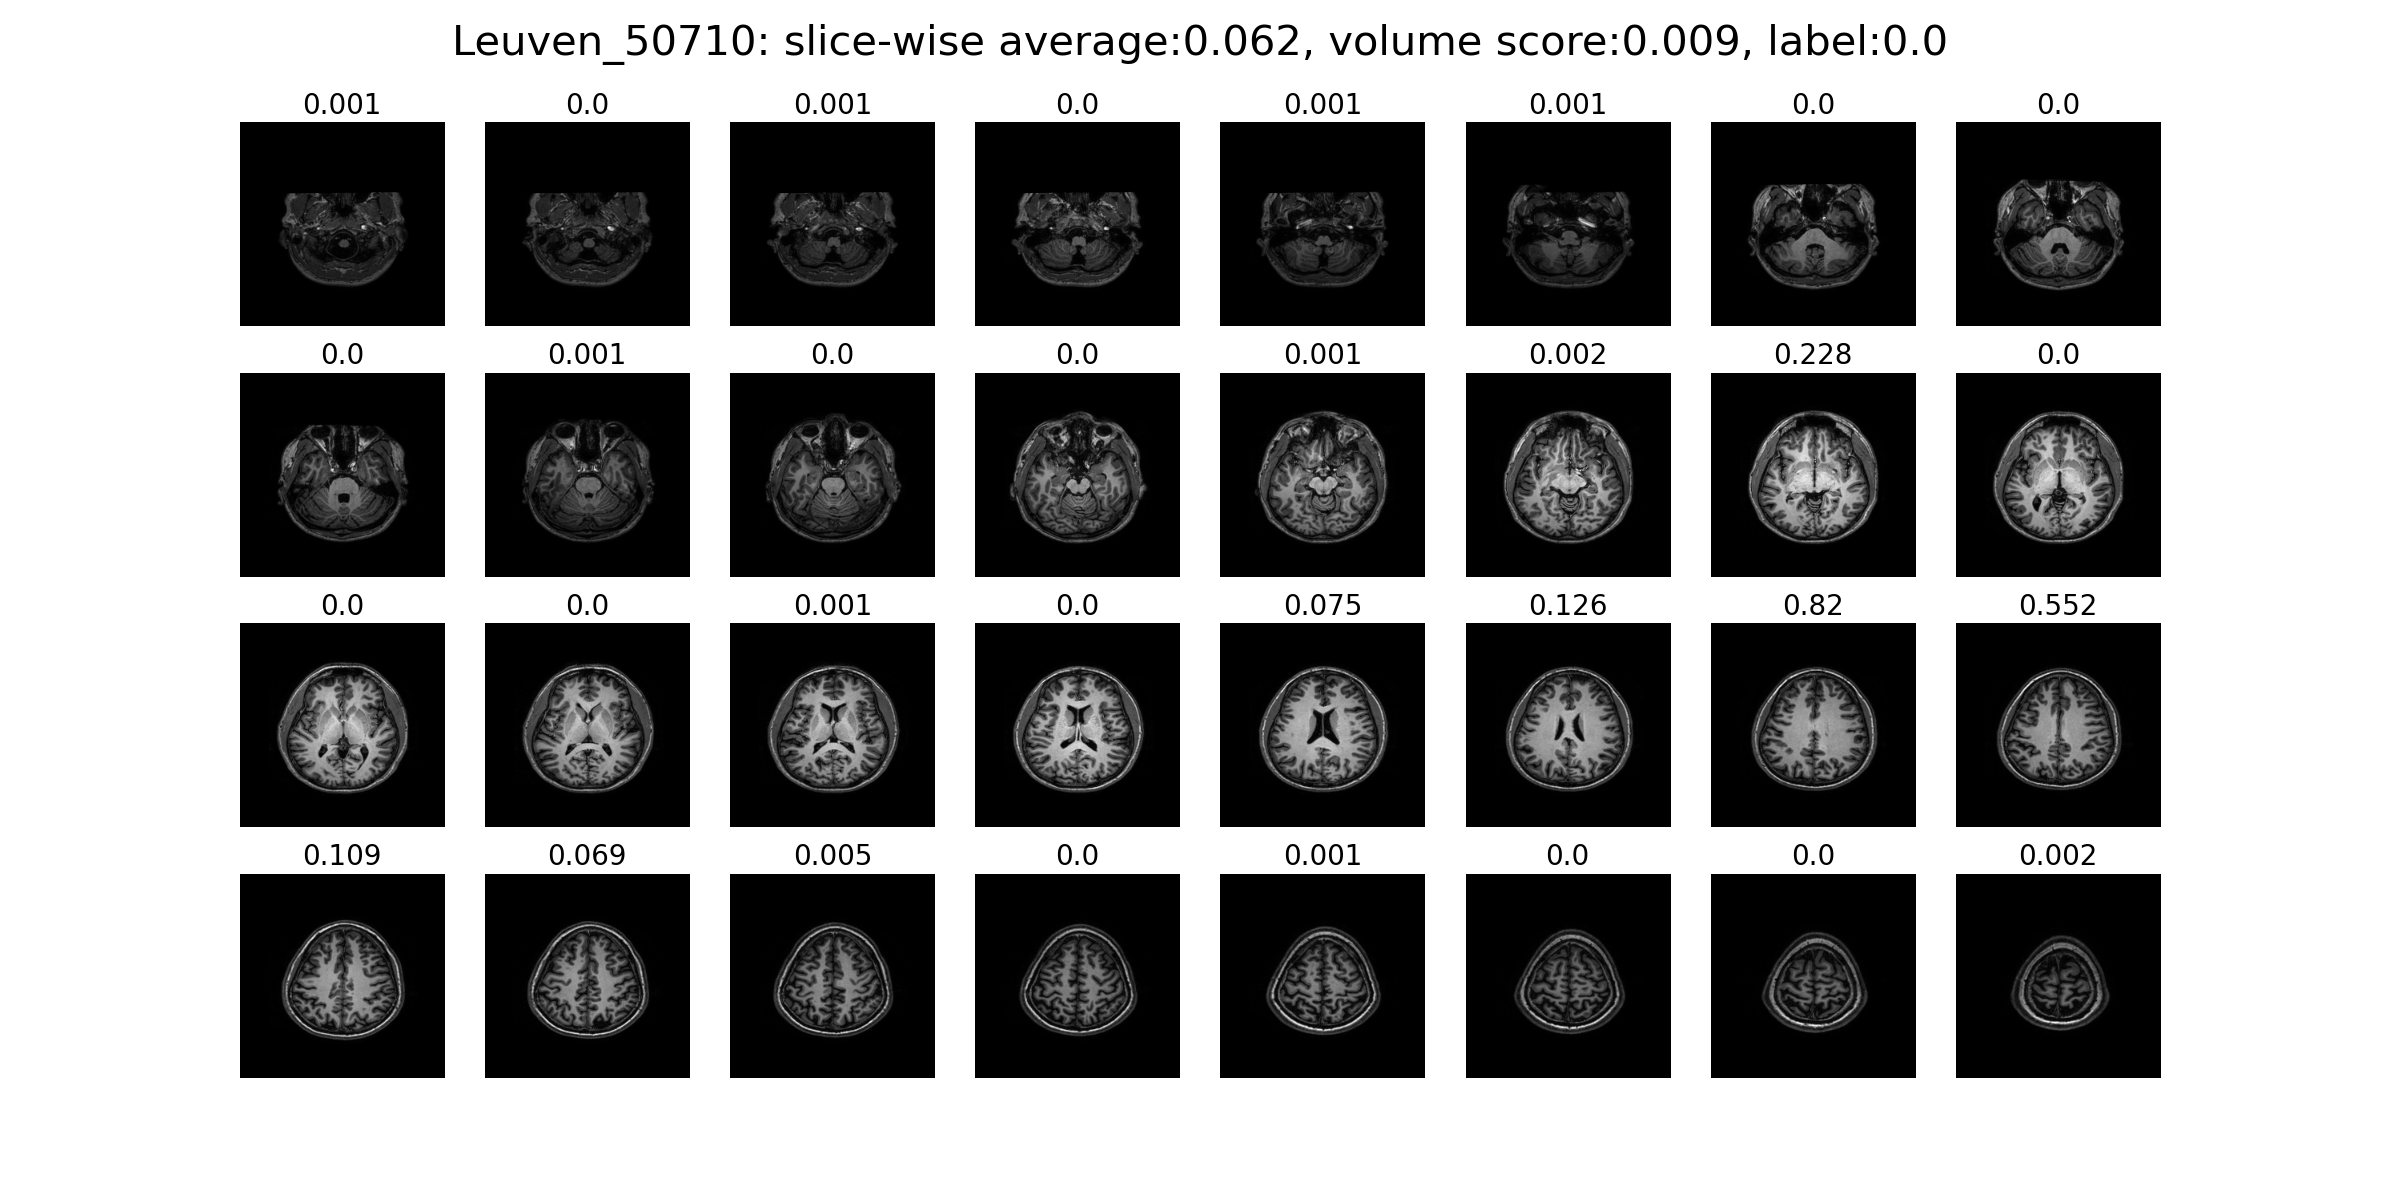 Leuven_50710: slice-wise average:0.062, volume score:0.009, label:0.0
0.001 0.0 0.001 0.0 0.001 0.001 0.0 0.0
0.0 0.001 0.0 0.0 0.001 0.002 0.228 0.0
0.0 0.0 0.001 0.0 0.075 0.126 0.82 0.552
0.109 0.069 0.005 0.0 0.001 0.0 0.0 0.002